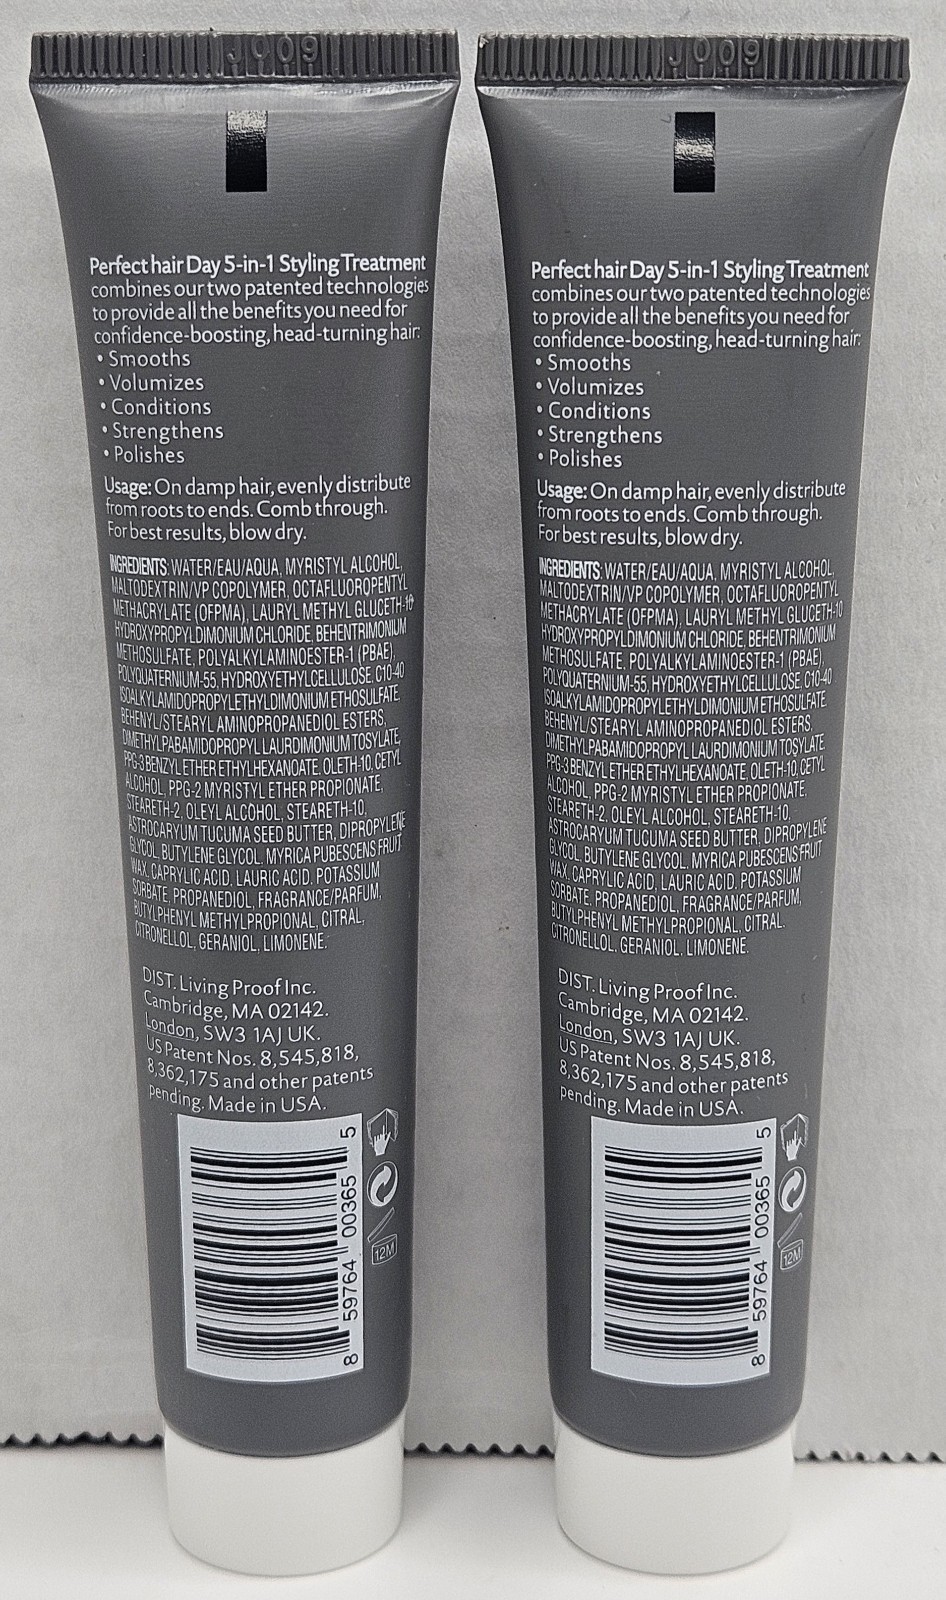 J009
Perfect hair Day 5-in-1 Styling Treatment
combines our two patented technologies
to provide all the benefits you need for
confidence-boosting, head-turning hair:
• Smooths
• Volumizes
• Conditions
• Strengthens
• Polishes
Usage: On damp hair, evenly distribute
from roots to ends. Comb through.
For best results, blow dry.
INGREDIENTS: WATER/EAU/AQUA, MYRISTYL ALCOHOL,
MALTODEXTRIN/VP COPOLYMER, OCTAFLUOROPENTYL
METHACRYLATE (OFPMA), LAURYL METHYL GLUCETH-10
HYDROXYPROPYLDIMONIUM CHLORIDE, BEHENTRIMONIUM
METHOSULFATE, POLYALKYLAMINOESTER-1 (PBAE),
POLYQUATERNIUM-55, HYDROXYETHYLCELLULOSE, C10-40
ISOALKYLAMIDOPROPYLETHYLDIMONIUM ETHOSULFATE,
BEHENYL/STEARYL AMINOPROPANEDIOL ESTERS,
DIMETHYLPABAMIDOPROPYL LAURDIMONIUM TOSYLATE,
PPG-3 BENZYL ETHER ETHYLHEXANOATE, OLETH-10, CETYL
ALCOHOL, PPG-2 MYRISTYL ETHER PROPIONATE,
STEARETH-2, OLEYL ALCOHOL, STEARETH-10,
ASTROCARYUM TUCUMA SEED BUTTER, DIPROPYLENE
GLYCOL, BUTYLENE GLYCOL, MYRICA PUBESCENS FRUIT
WAX, CAPRYLIC ACID, LAURIC ACID, POTASSIUM
SORBATE, PROPANEDIOL, FRAGRANCE/PARFUM,
BUTYLPHENYL METHYLPROPIONAL, CITRAL,
CITRONELLOL, GERANIOL, LIMONENE.
DIST. Living Proof Inc.
Cambridge, MA 02142.
London, SW3 1AJ UK.
US Patent Nos. 8,545,818,
8,362,175 and other patents
pending. Made in USA.
8 59764 00365 5
12M
J009
Perfect hair Day 5-in-1 Styling Treatment
combines our two patented technologies
to provide all the benefits you need for
confidence-boosting, head-turning hair:
• Smooths
• Volumizes
• Conditions
• Strengthens
• Polishes
Usage: On damp hair, evenly distribute
from roots to ends. Comb through.
For best results, blow dry.
INGREDIENTS: WATER/EAU/AQUA, MYRISTYL ALCOHOL,
MALTODEXTRIN/VP COPOLYMER, OCTAFLUOROPENTYL
METHACRYLATE (OFPMA), LAURYL METHYL GLUCETH-10
HYDROXYPROPYLDIMONIUM CHLORIDE, BEHENTRIMONIUM
METHOSULFATE, POLYALKYLAMINOESTER-1 (PBAE),
POLYQUATERNIUM-55, HYDROXYETHYLCELLULOSE, C10-40
ISOALKYLAMIDOPROPYLETHYLDIMONIUM ETHOSULFATE,
BEHENYL/STEARYL AMINOPROPANEDIOL ESTERS,
DIMETHYLPABAMIDOPROPYL LAURDIMONIUM TOSYLATE,
PPG-3 BENZYL ETHER ETHYLHEXANOATE, OLETH-10, CETYL
ALCOHOL, PPG-2 MYRISTYL ETHER PROPIONATE,
STEARETH-2, OLEYL ALCOHOL, STEARETH-10,
ASTROCARYUM TUCUMA SEED BUTTER, DIPROPYLENE
GLYCOL, BUTYLENE GLYCOL, MYRICA PUBESCENS FRUIT
WAX, CAPRYLIC ACID, LAURIC ACID, POTASSIUM
SORBATE, PROPANEDIOL, FRAGRANCE/PARFUM,
BUTYLPHENYL METHYLPROPIONAL, CITRAL,
CITRONELLOL, GERANIOL, LIMONENE.
DIST. Living Proof Inc.
Cambridge, MA 02142.
London, SW3 1AJ UK.
US Patent Nos. 8,545,818,
8,362,175 and other patents
pending. Made in USA.
8 59764 00365 5
12M